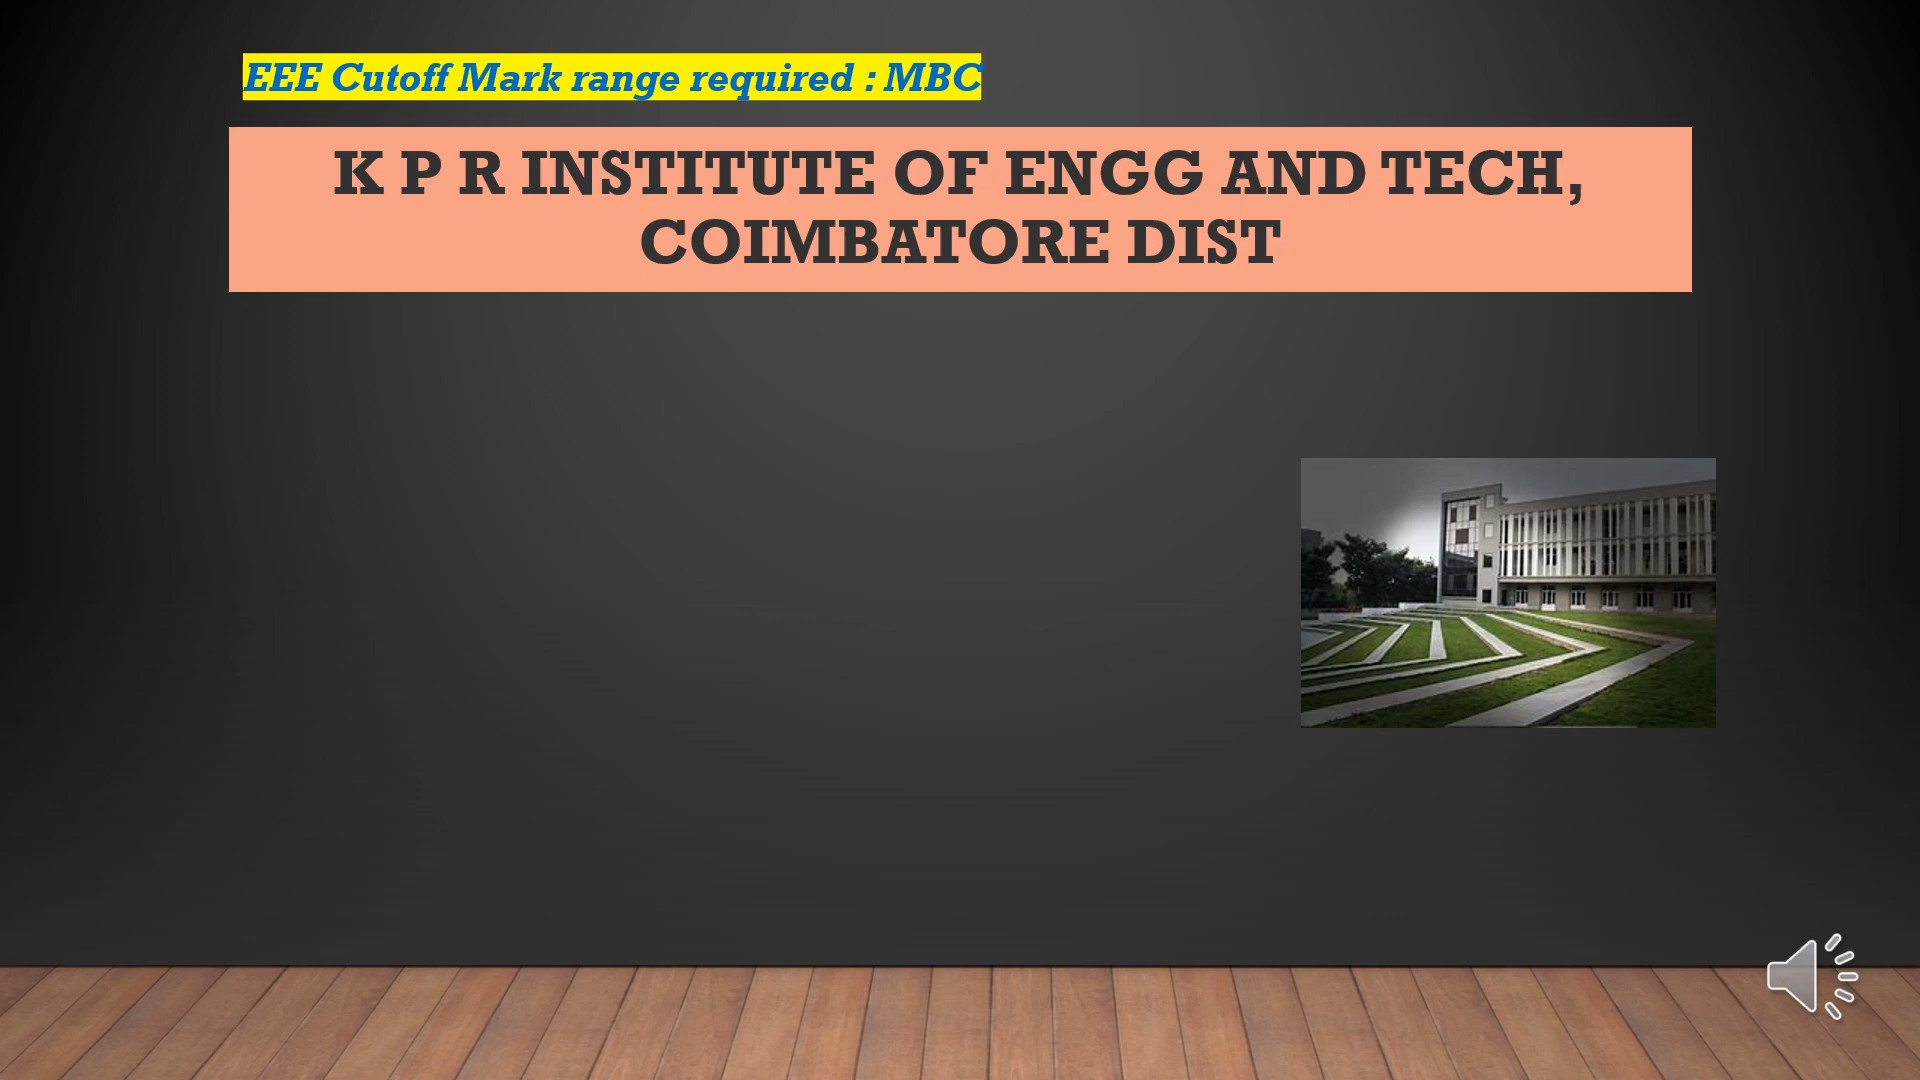 EEE Cutoff Mark range required : MBC
K P R INSTITUTE OF ENGG AND TECH,
COIMBATORE DIST